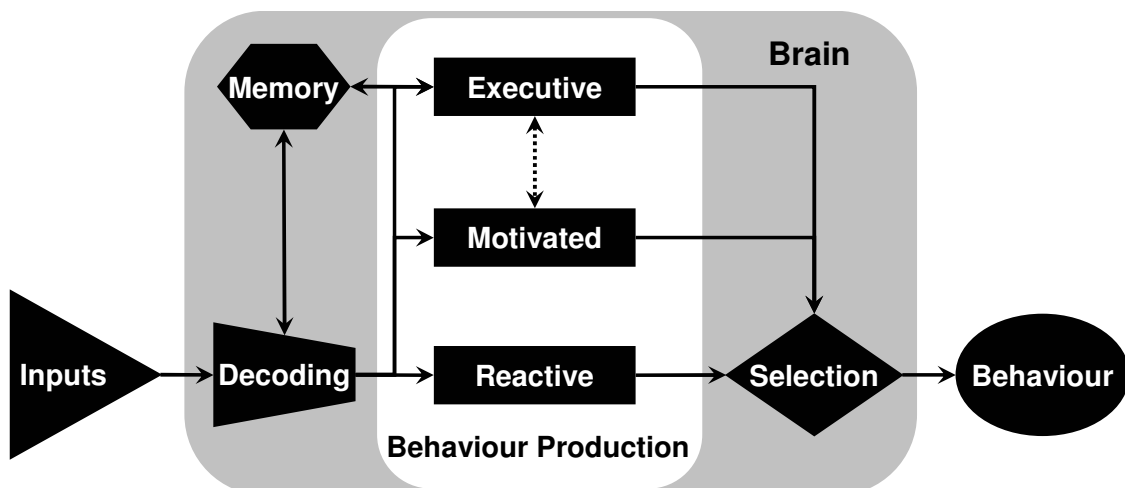 Brain
Memory
Executive
Motivated
Inputs
Decoding
Reactive
Selection
Behaviour
Behaviour Production